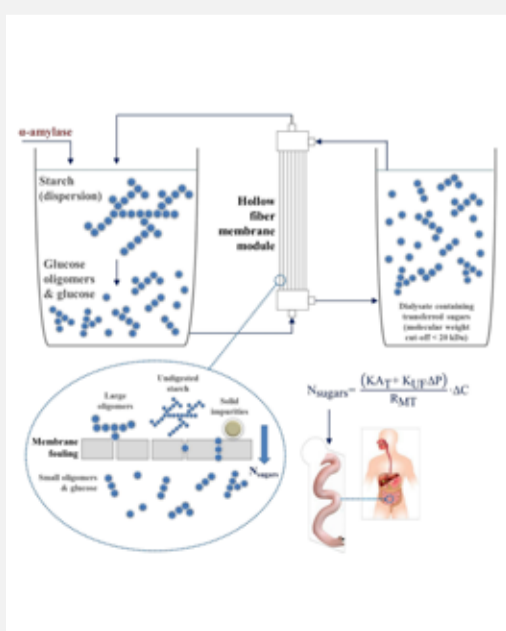 α-amylase
Starch
(dispersion)
Glucose
oligomers
& glucose
Hollow
fiber
membrane
module
Dialysate containing
transferred sugars
(molecular weight
cut-off < 20 kDa)
Large
oligomers
Undigested
starch
Solid
impurities
Membrane
fouling
Nsugars
Small oligomers
& glucose
Nsugars= (KAT+ KUFΔP) / RMT ·ΔC